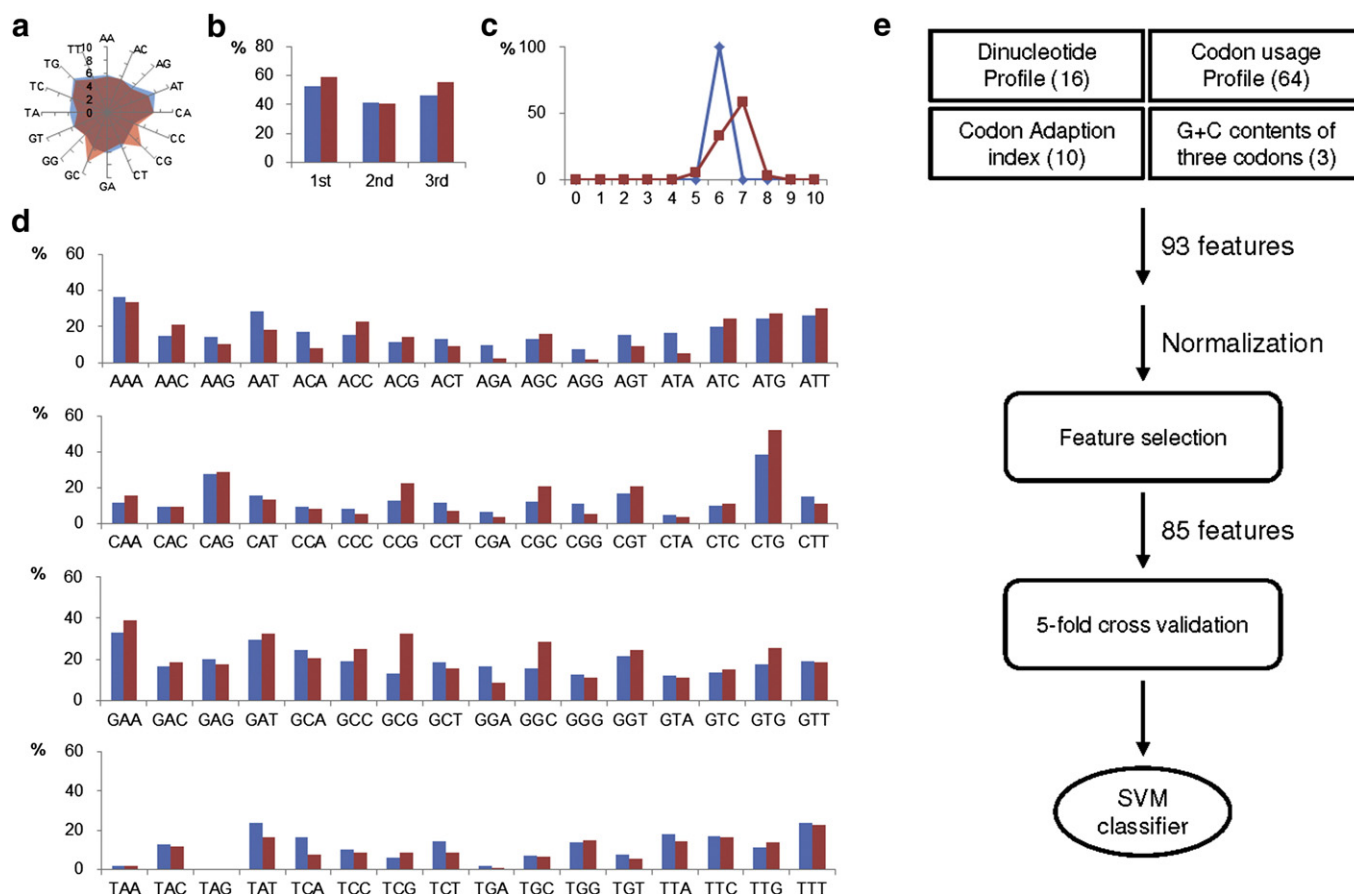 a
AA
AC
AG
AT
CA
CC
CG
CT
GA
GC
GG
GT
TA
TC
TG
TT
10
8
6
4
2
0
b
%
80
60
40
20
0
1st 2nd 3rd
c
%
100
50
0
0 1 2 3 4 5 6 7 8 9 10
d
%
60
40
20
0
AAA AAC AAG AAT ACA ACC ACG ACT AGA AGC AGG AGT ATA ATC ATG ATT
%
60
40
20
0
CAA CAC CAG CAT CCA CCC CCG CCT CGA CGC CGG CGT CTA CTC CTG CTT
%
60
40
20
0
GAA GAC GAG GAT GCA GCC GCG GCT GGA GGC GGG GGT GTA GTC GTG GTT
%
60
40
20
0
TAA TAC TAG TAT TCA TCC TCG TCT TGA TGC TGG TGT TTA TTC TTG TTT
e
Dinucleotide
Profile (16)
Codon usage
Profile (64)
Codon Adaption
index (10)
G+C contents of
three codons (3)
93 features
Normalization
Feature selection
85 features
5-fold cross validation
SVM
classifier